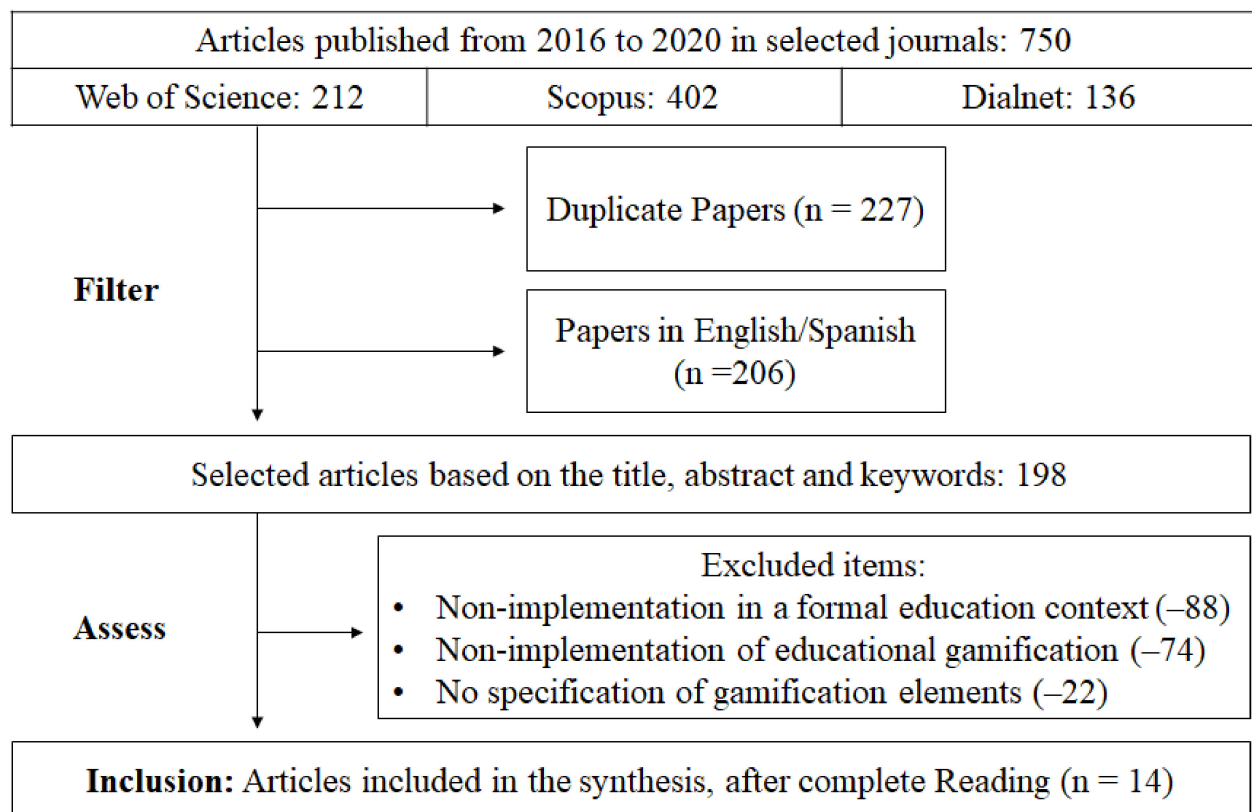 Articles published from 2016 to 2020 in selected journals: 750
Web of Science: 212
Scopus: 402
Dialnet: 136
Duplicate Papers (n = 227)
Filter
Papers in English/Spanish
(n =206)
Selected articles based on the title, abstract and keywords: 198
Excluded items:
• Non-implementation in a formal education context (–88)
Assess
• Non-implementation of educational gamification (–74)
• No specification of gamification elements (–22)
Inclusion: Articles included in the synthesis, after complete Reading (n = 14)